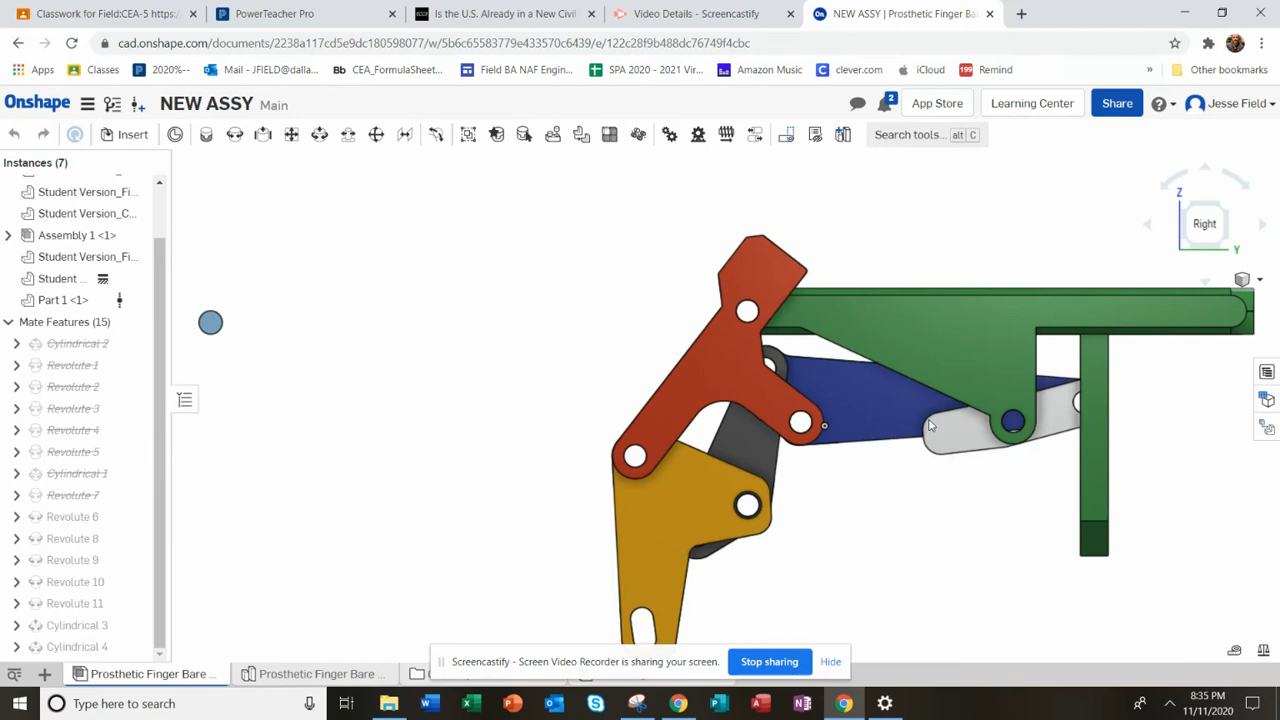 Classwork for Field:CEA-5 https:/
PowerTeacher Pro
Is the U.S. Already in a New Civil
Video Details - Screencastify
NEW ASSY | Prosthetic Finger Ba
cad.onshape.com/documents/2238a117cd5e9dc180598077/w/5b6c65583779e433570c6439/e/122c28f9b488dc76749f4cbc
Apps
Classes
2020%--
Mail - JFIELD@dalla...
Bb CEA_FormulaSheet...
Field BA NAF Engin...
SPA 2020 - 2021 Vir...
Amazon Music
clever.com
iCloud
199 Remind
»
Other bookmarks
Onshape
NEW ASSY Main
2
App Store
Learning Center
Share
Jesse Field
Insert
Search tools... alt C
Instances (7)
Student Version_Fi...
Student Version_C...
Assembly 1 <1>
Student Version_Fi...
Student ...
Part 1 <1>
Mate Features (15)
Cylindrical 2
Revolute 1
Revolute 2
Revolute 3
Revolute 4
Revolute 5
Cylindrical 1
Revolute 7
Revolute 6
Revolute 8
Revolute 9
Revolute 10
Revolute 11
Cylindrical 3
Cylindrical 4
Z
Right
Y
Screencastify - Screen Video Recorder is sharing your screen.
Stop sharing
Hide
Prosthetic Finger Bare ...
Prosthetic Finger Bare ...
Type here to search
8:35 PM
11/11/2020
3